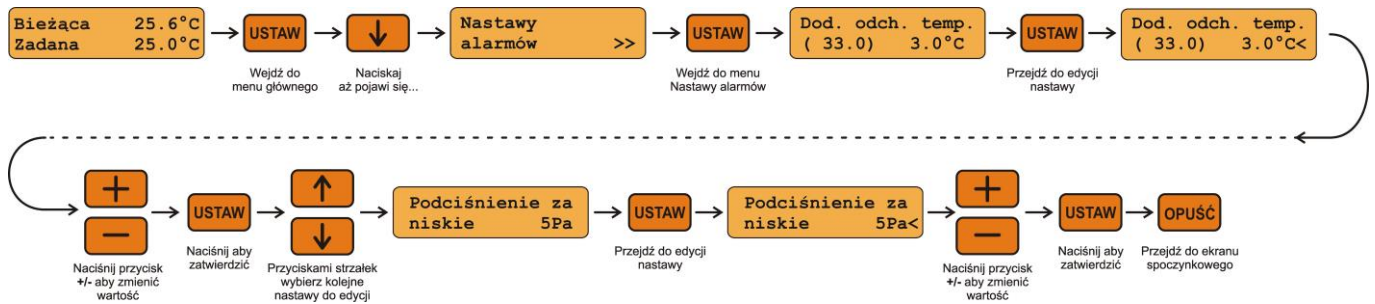 Bieżąca 25.6°C
Zadana 25.0°C
USTAW
Wejdź do
menu głównego
Naciskaj
aż pojawi się...
Nastawy
alarmów >>
USTAW
Wejdź do menu
Nastawy alarmów
Dod. odch. temp.
( 33.0) 3.0°C
USTAW
Przejdź do edycji
nastawy
Dod. odch. temp.
( 33.0) 3.0°C<
+
−
Naciśnij przycisk
+/- aby zmienić
wartość
USTAW
Naciśnij aby
zatwierdzić
Przyciskami strzałek
wybierz kolejne
nastawy do edycji
Podciśnienie za
niskie 5Pa
USTAW
Przejdź do edycji
nastawy
Podciśnienie za
niskie 5Pa<
+
−
Naciśnij przycisk
+/- aby zmienić
wartość
USTAW
Naciśnij aby
zatwierdzić
OPUŚĆ
Przejdź do ekranu
spoczynkowego